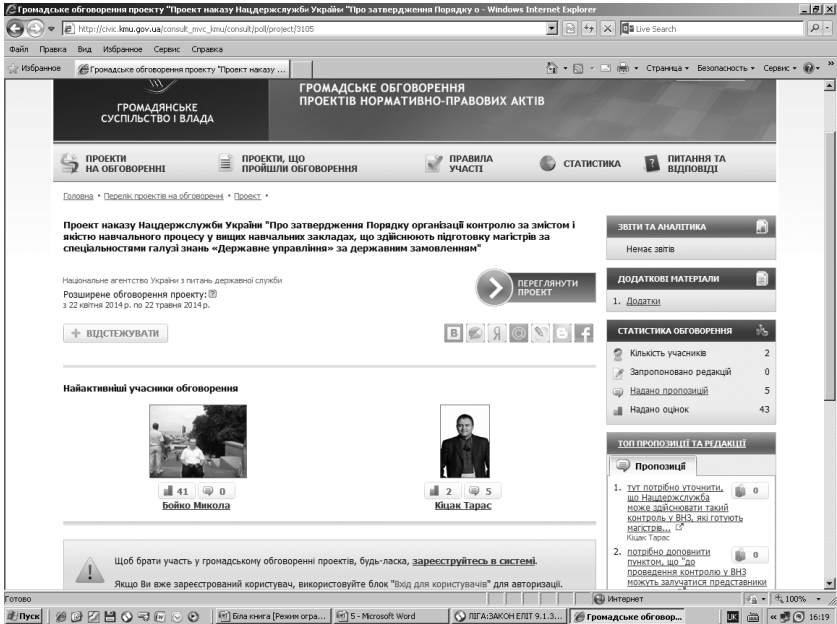 Громадське обговорення проекту "Проект наказу Нацдержслужби України "Про затвердження Порядку о - Windows Internet Explorer
http://civic.kmu.gov.ua/consult_mvc_kmu/consult/poll/project/3105
Live Search
Файл Правка Вид Избранное Сервис Справка
Избранное
Громадське обговорення проекту "Проект наказу ...
Страница Безопасность Сервис
ГРОМАДЯНСЬКЕ
СУСПІЛЬСТВО І ВЛАДА
ГРОМАДСЬКЕ ОБГОВОРЕННЯ
ПРОЕКТІВ НОРМАТИВНО-ПРАВОВИХ АКТІВ
ПРОЕКТИ
НА ОБГОВОРЕННІ
ПРОЕКТИ, ЩО
ПРОЙШЛИ ОБГОВОРЕННЯ
ПРАВИЛА
УЧАСТІ
СТАТИСТИКА
ПИТАННЯ ТА
ВІДПОВІДІ
Головна • Перелік проектів на обговоренні • Проект •
Проект наказу Нацдержслужби України "Про затвердження Порядку організації контролю за змістом і
якістю навчального процесу у вищих навчальних закладах, що здійснюють підготовку магістрів за
спеціальностями галузі знань «Державне управління» за державним замовленням"
Національне агентство України з питань державної служби
Розширене обговорення проекту:
з 22 квітня 2014 р. по 22 травня 2014 р.
ПЕРЕГЛЯНУТИ
ПРОЕКТ
+ ВІДСТЕЖУВАТИ
Найактивніші учасники обговорення
41 0
Бойко Микола
2 5
Кіцак Тарас
Щоб брати участь у громадському обговоренні проектів, будь-ласка, зареєструйтесь в системі.
Якщо Ви вже зареєстрований користувач, використовуйте блок "Вхід для користувачів" для авторизації.
ЗВІТИ ТА АНАЛІТИКА
Немає звітів
ДОДАТКОВІ МАТЕРІАЛИ
1. Додатки
СТАТИСТИКА ОБГОВОРЕННЯ
Кількість учасників 2
Запропоновано редакцій 0
Надано пропозицій 5
Надано оцінок 43
ТОП ПРОПОЗИЦІЇ ТА РЕДАКЦІЇ
Пропозиції
1. тут потрібно уточнити, 0
що Нацдержслужба
може здійснювати такий
контроль у ВНЗ, які готують
магістрів...
Кіцак Тарас
2. потрібно доповнити 0
пунктом, що "до
проведення контролю у ВНЗ
можуть залучатися представники
Готово
Интернет
100%
Пуск
Біла книга [Режим огра...
5 - Microsoft Word
ЛІГА:ЗАКОН ЕЛІТ 9.1.3...
Громадське обговор...
UK
16:19